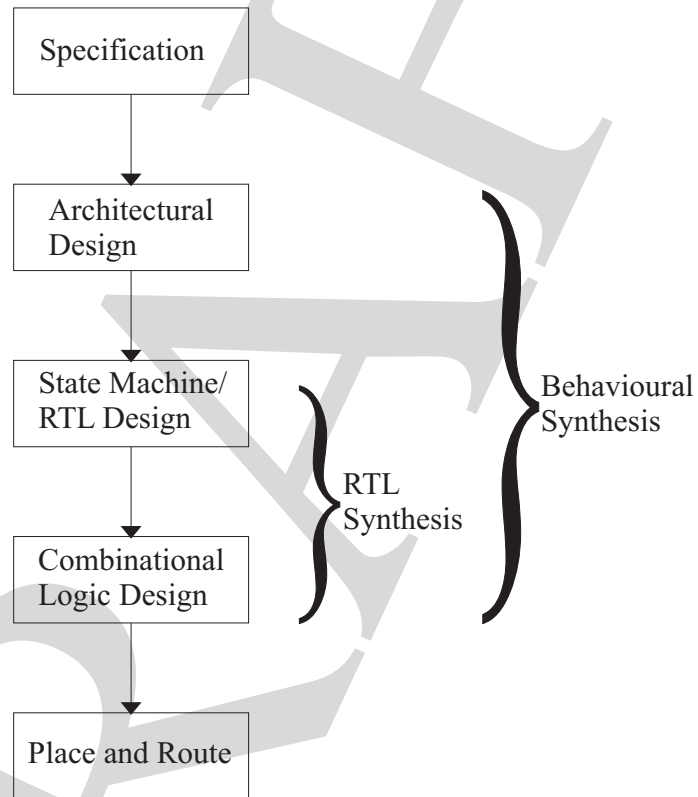 Specification
Architectural
Design
State Machine/
RTL Design
Behavioural
Synthesis
RTL
Synthesis
Combinational
Logic Design
Place and Route